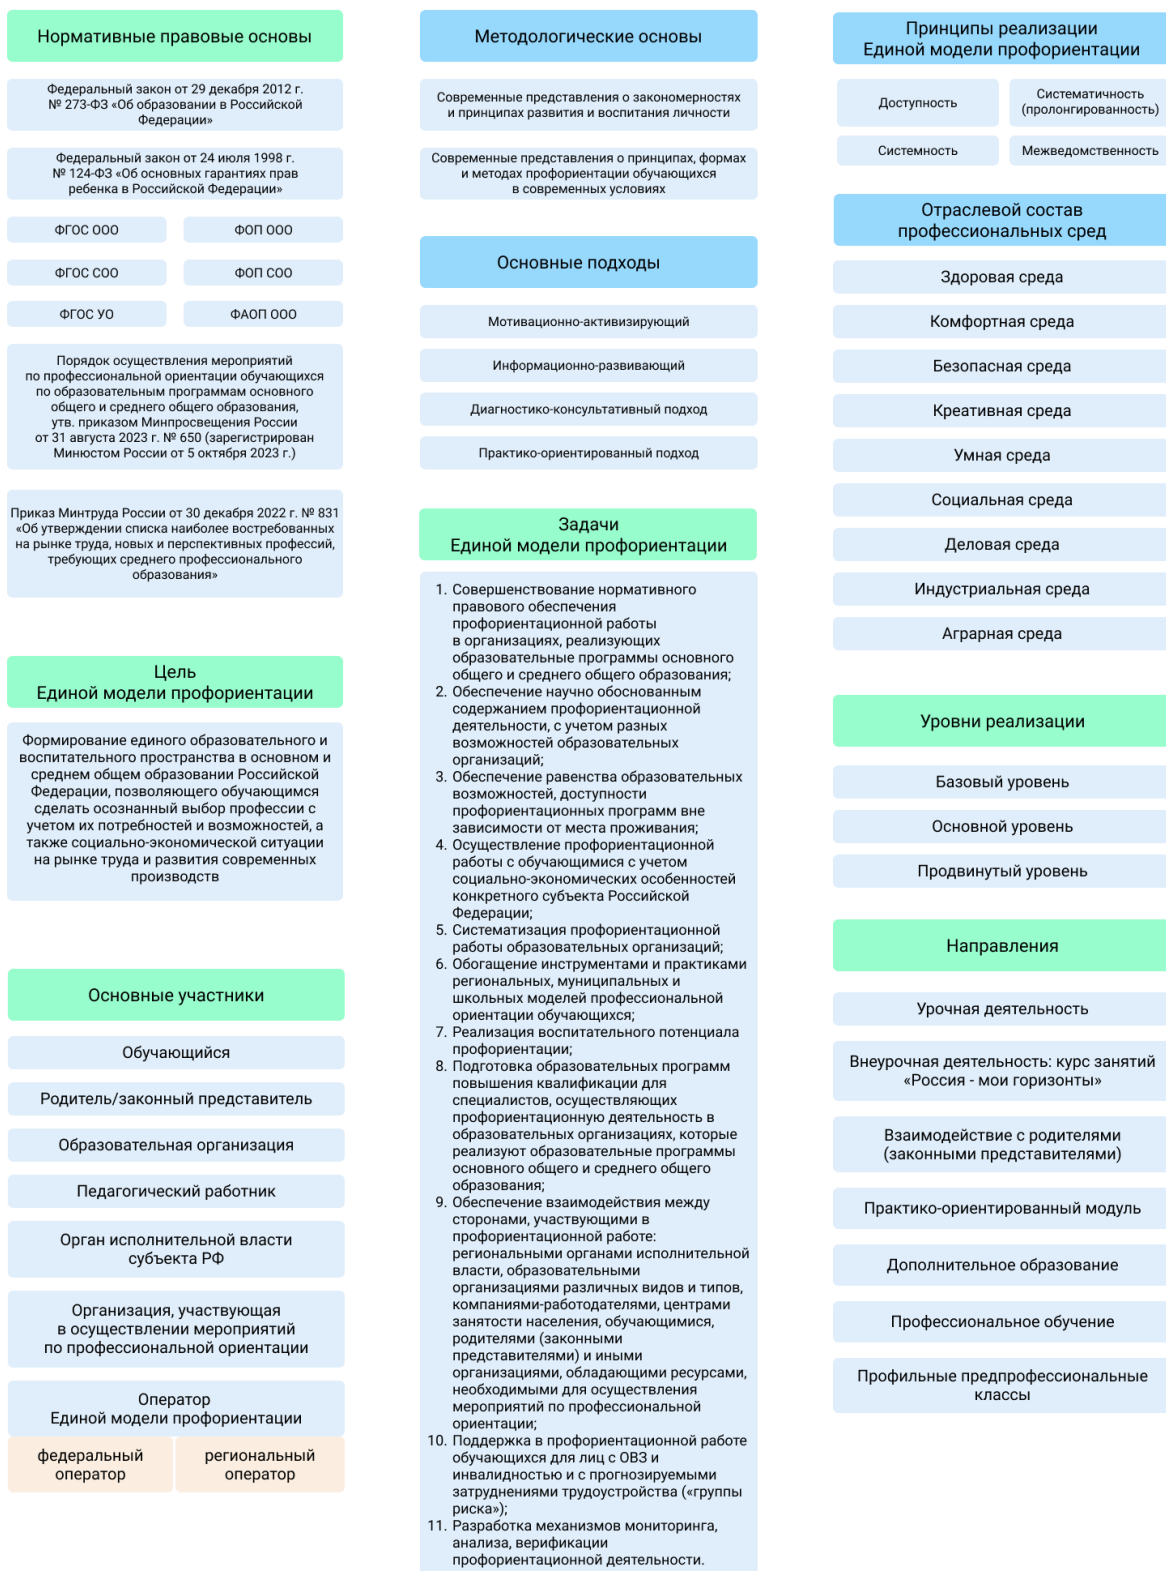 Нормативные правовые основы
Федеральный закон от 29 декабря 2012 г.
№ 273-ФЗ «Об образовании в Российской
Федерации»
Федеральный закон от 24 июля 1998 г.
№ 124-ФЗ «Об основных гарантиях прав
ребенка в Российской Федерации»
ФГОС ООО
ФОП ООО
ФГОС СОО
ФОП СОО
ФГОС УО
ФАОП ООО
Порядок осуществления мероприятий
по профессиональной ориентации обучающихся
по образовательным программам основного
общего и среднего общего образования,
утв. приказом Минпросвещения России
от 31 августа 2023 г. № 650 (зарегистрирован
Минюстом России от 5 октября 2023 г.)
Приказ Минтруда России от 30 декабря 2022 г. № 831
«Об утверждении списка наиболее востребованных
на рынке труда, новых и перспективных профессий,
требующих среднего профессионального
образования»
Цель
Единой модели профориентации
Формирование единого образовательного и
воспитательного пространства в основном и
среднем общем образовании Российской
Федерации, позволяющего обучающимся
сделать осознанный выбор профессии с
учетом их потребностей и возможностей, а
также социально-экономической ситуации
на рынке труда и развития современных
производств
Основные участники
Обучающийся
Родитель/законный представитель
Образовательная организация
Педагогический работник
Орган исполнительной власти
субъекта РФ
Организация, участвующая
в осуществлении мероприятий
по профессиональной ориентации
Оператор
Единой модели профориентации
федеральный
оператор
региональный
оператор
Методологические основы
Современные представления о закономерностях
и принципах развития и воспитания личности
Современные представления о принципах, формах
и методах профориентации обучающихся
в современных условиях
Основные подходы
Мотивационно-активизирующий
Информационно-развивающий
Диагностико-консультативный подход
Практико-ориентированный подход
Задачи
Единой модели профориентации
1. Совершенствование нормативного
правового обеспечения
профориентационной работы
в организациях, реализующих
образовательные программы основного
общего и среднего общего образования;
2. Обеспечение научно обоснованным
содержанием профориентационной
деятельности, с учетом разных
возможностей образовательных
организаций;
3. Обеспечение равенства образовательных
возможностей, доступности
профориентационных программ вне
зависимости от места проживания;
4. Осуществление профориентационной
работы с обучающимися с учетом
социально-экономических особенностей
конкретного субъекта Российской
Федерации;
5. Систематизация профориентационной
работы образовательных организаций;
6. Обогащение инструментами и практиками
региональных, муниципальных и
школьных моделей профессиональной
ориентации обучающихся;
7. Реализация воспитательного потенциала
профориентации;
8. Подготовка образовательных программ
повышения квалификации для
специалистов, осуществляющих
профориентационную деятельность в
образовательных организациях, которые
реализуют образовательные программы
основного общего и среднего общего
образования;
9. Обеспечение взаимодействия между
сторонами, участвующими в
профориентационной работе:
региональными органами исполнительной
власти, образовательными
организациями различных видов и типов,
компаниями-работодателями, центрами
занятости населения, обучающимися,
родителями (законными
представителями) и иными
организациями, обладающими ресурсами,
необходимыми для осуществления
мероприятий по профессиональной
ориентации;
10. Поддержка в профориентационной работе
обучающихся для лиц с ОВЗ и
инвалидностью и с прогнозируемыми
затруднениями трудоустройства («группы
риска»);
11. Разработка механизмов мониторинга,
анализа, верификации
профориентационной деятельности.
Принципы реализации
Единой модели профориентации
Доступность
Систематичность
(пролонгированность)
Системность
Межведомственность
Отраслевой состав
профессиональных сред
Здоровая среда
Комфортная среда
Безопасная среда
Креативная среда
Умная среда
Социальная среда
Деловая среда
Индустриальная среда
Аграрная среда
Уровни реализации
Базовый уровень
Основной уровень
Продвинутый уровень
Направления
Урочная деятельность
Внеурочная деятельность: курс занятий
«Россия - мои горизонты»
Взаимодействие с родителями
(законными представителями)
Практико-ориентированный модуль
Дополнительное образование
Профессиональное обучение
Профильные предпрофессиональные
классы